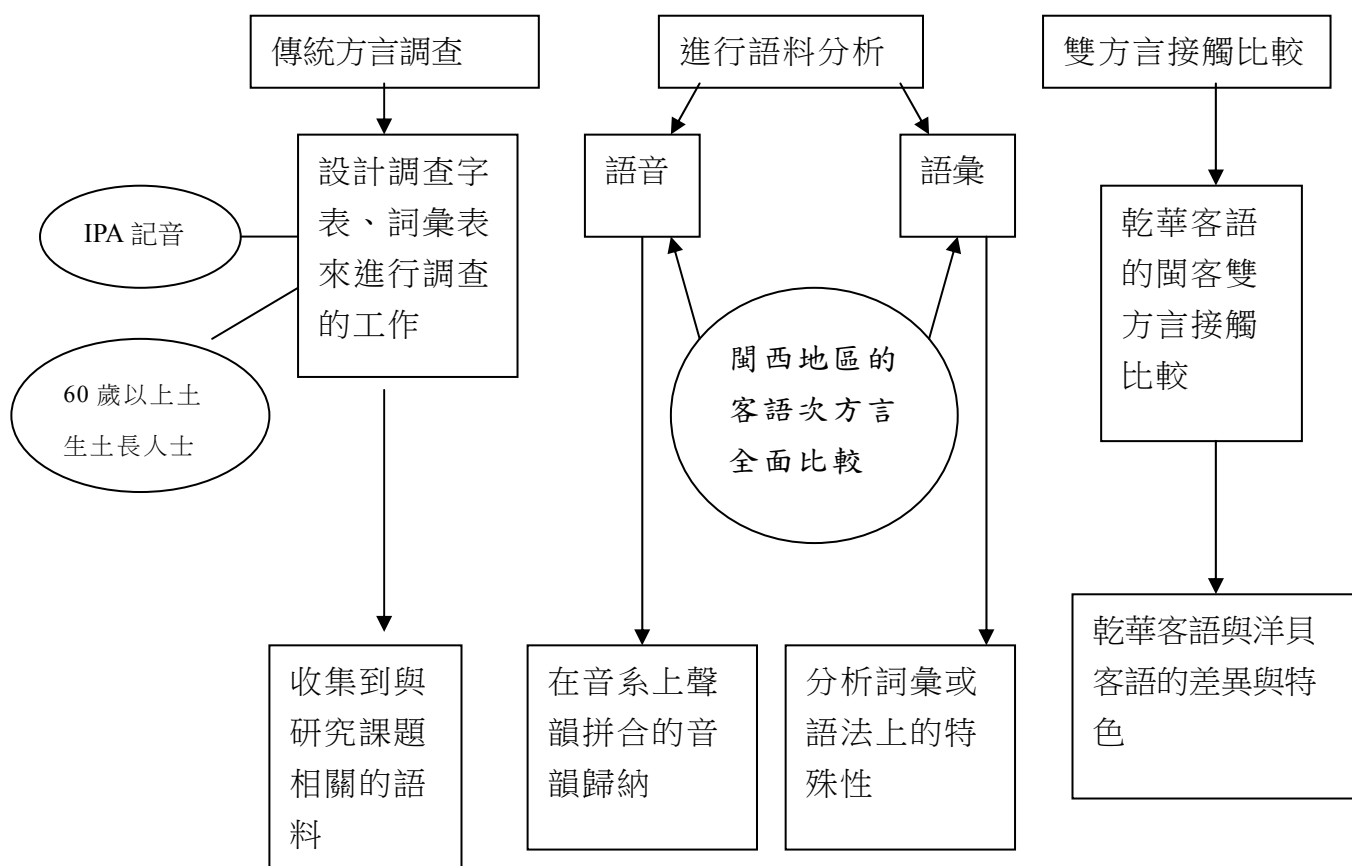 傳統方言調查
設計調查字
表、詞彙表
來進行調查
的工作
IPA 記音
60 歲以上土
生土長人士
收集到與
研究課題
相關的語
料
進行語料分析
語音
語彙
閩西地區的
客語次方言
全面比較
在音系上聲
韻拼合的音
韻歸納
分析詞彙或
語法上的特
殊性
雙方言接觸比較
乾華客語
的閩客雙
方言接觸
比較
乾華客語與洋貝
客語的差異與特
色